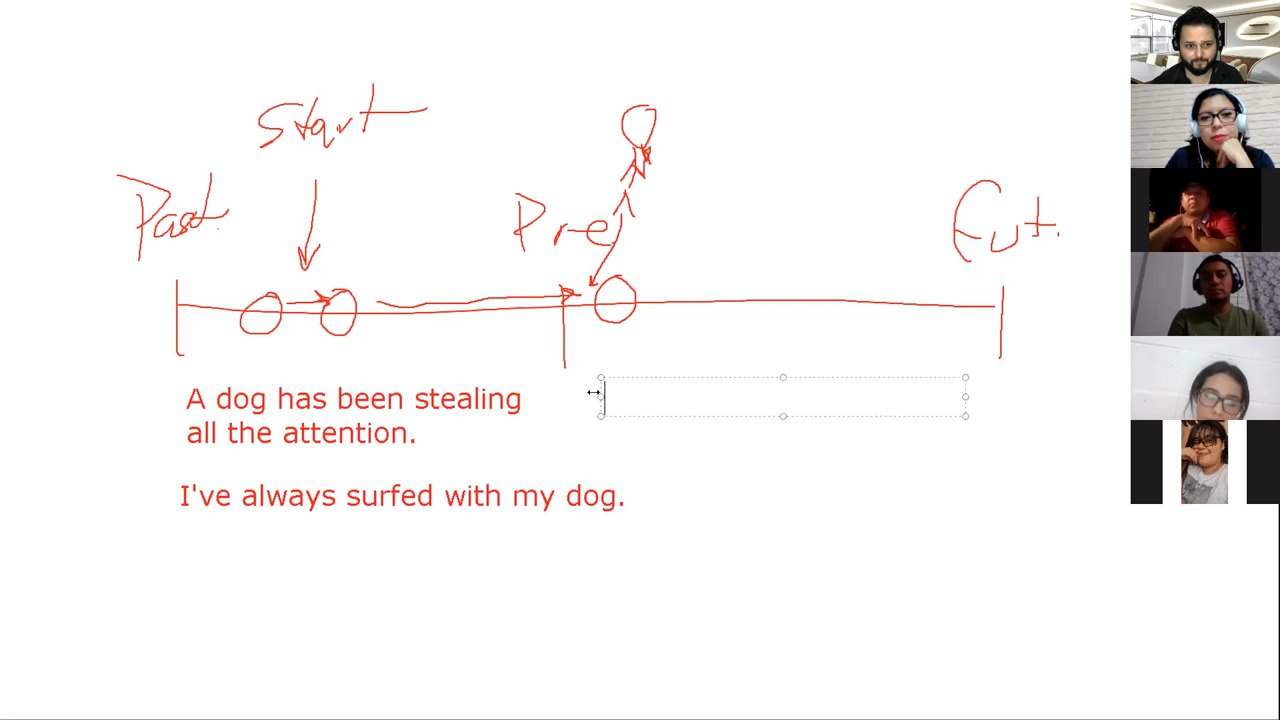 Start
Past
Pre
Fut.
A dog has been stealing
all the attention.
I've always surfed with my dog.